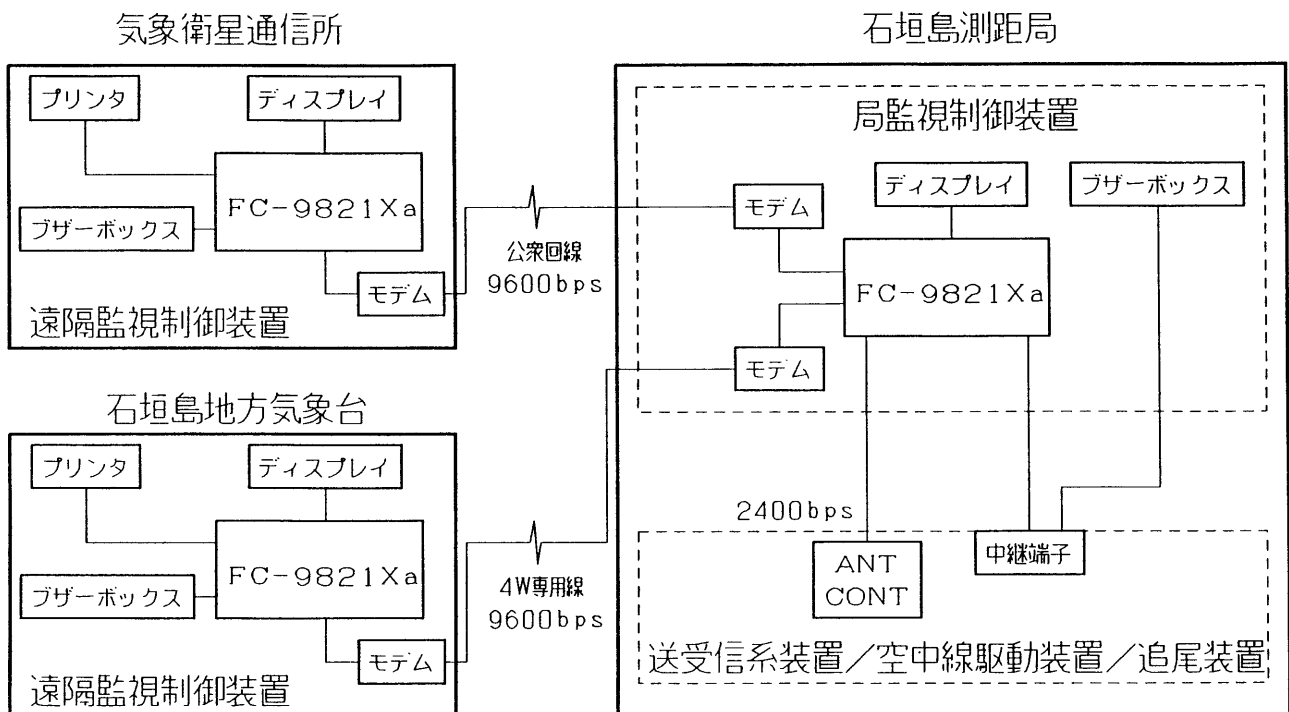 気象衛星通信所
プリンタ
ディスプレイ
FC-9821Xa
ブザーボックス
モデム
遠隔監視制御装置
公衆回線
9600bps
石垣島地方気象台
プリンタ
ディスプレイ
FC-9821Xa
ブザーボックス
モデム
遠隔監視制御装置
4W専用線
9600bps
石垣島測距局
局監視制御装置
モデム
ディスプレイ
ブザーボックス
FC-9821Xa
モデム
2400bps
ANT
CONT
中継端子
送受信系装置/空中線駆動装置/追尾装置